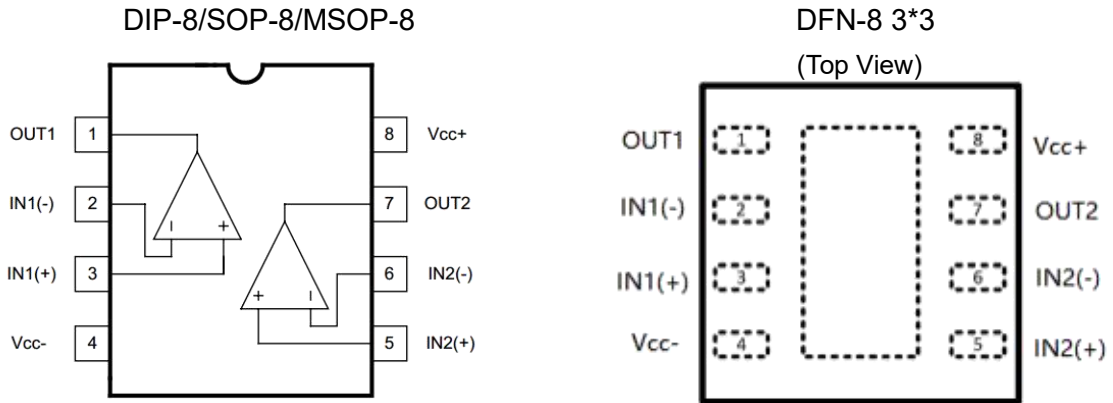 DIP-8/SOP-8/MSOP-8
OUT1 1 8 Vcc+
IN1(-) 2 7 OUT2
IN1(+) 3 6 IN2(-)
Vcc- 4 5 IN2(+)
- +
+ -
DFN-8 3*3
(Top View)
OUT1 1 8 Vcc+
IN1(-) 2 7 OUT2
IN1(+) 3 6 IN2(-)
Vcc- 4 5 IN2(+)